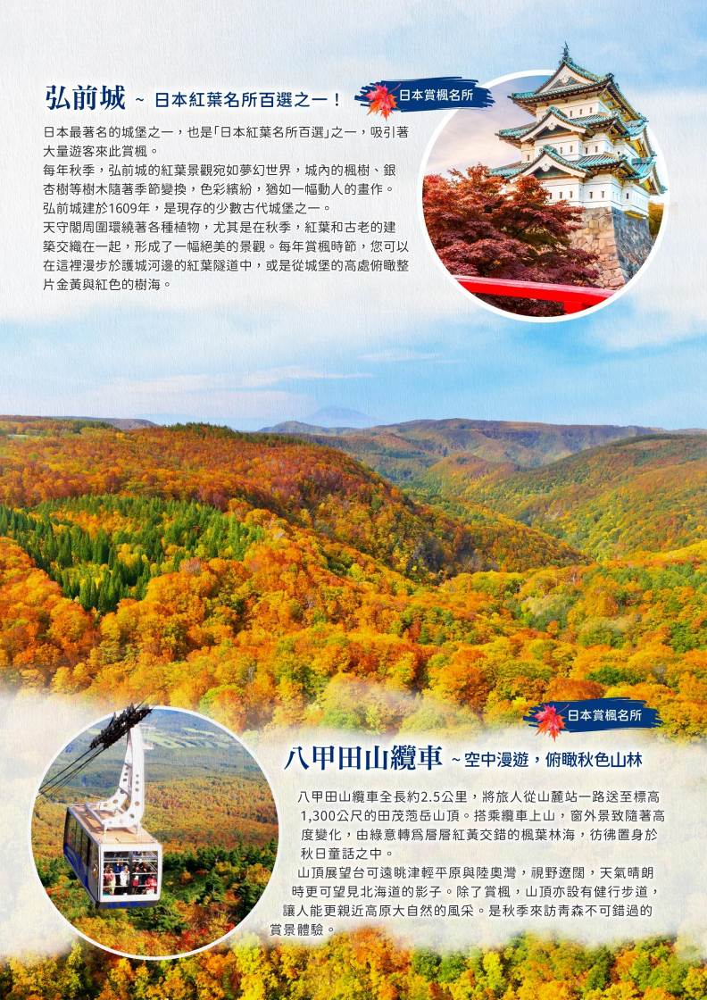 弘前城 ~ 日本紅葉名所百選之一！
日本賞楓名所
日本最著名的城堡之一，也是「日本紅葉名所百選」之一，吸引著
大量遊客來此賞楓。
每年秋季，弘前城的紅葉景觀宛如夢幻世界，城內的楓樹、銀
杏樹等樹木隨著季節變換，色彩繽紛，猶如一幅動人的畫作。
弘前城建於1609年，是現存的少數古代城堡之一。
天守閣周圍環繞著各種植物，尤其是在秋季，紅葉和古老的建
築交織在一起，形成了一幅絕美的景觀。每年賞楓時節，您可以
在這裡漫步於護城河邊的紅葉隧道中，或是從城堡的高處俯瞰整
片金黃與紅色的樹海。
日本賞楓名所
八甲田山纜車 ~空中漫遊，俯瞰秋色山林
八甲田山纜車全長約2.5公里，將旅人從山麓站一路送至標高
1,300公尺的田茂萢岳山頂。搭乘纜車上山，窗外景致隨著高
度變化，由綠意轉為層層紅黃交錯的楓葉林海，彷彿置身於
秋日童話之中。
山頂展望台可遠眺津輕平原與陸奧灣，視野遼闊，天氣晴朗
時更可望見北海道的影子。除了賞楓，山頂亦設有健行步道，
讓人能更親近高原大自然的風采。是秋季來訪青森不可錯過的
賞景體驗。